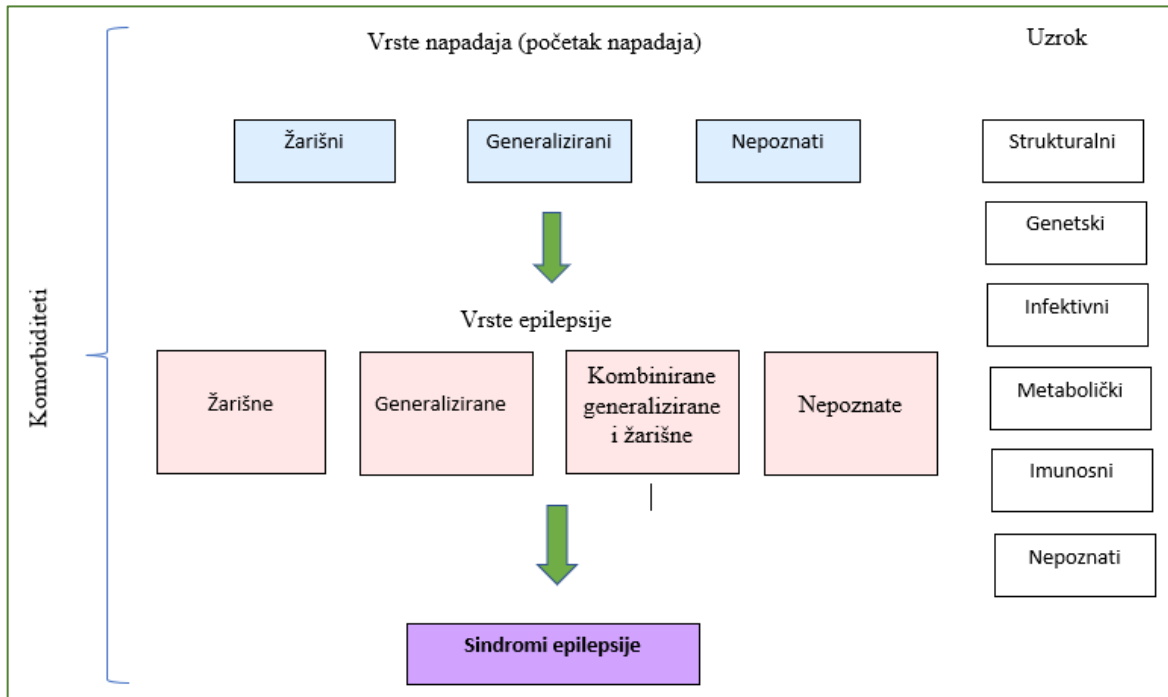 Komorbiditeti
Vrste napadaja (početak napadaja)
Žarišni
Generalizirani
Nepoznati
Vrste epilepsije
Žarišne
Generalizirane
Kombinirane
generalizirane
i žarišne
Nepoznate
Sindromi epilepsije
Uzrok
Strukturalni
Genetski
Infektivni
Metabolički
Imunosni
Nepoznati